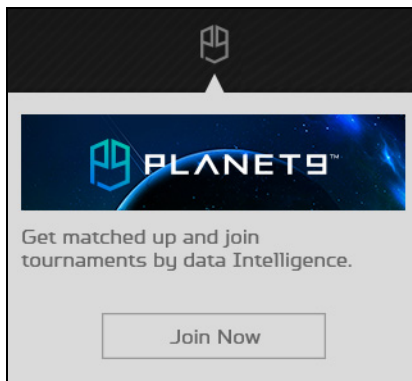 PLANET9™
Get matched up and join
tournaments by data Intelligence.
Join Now